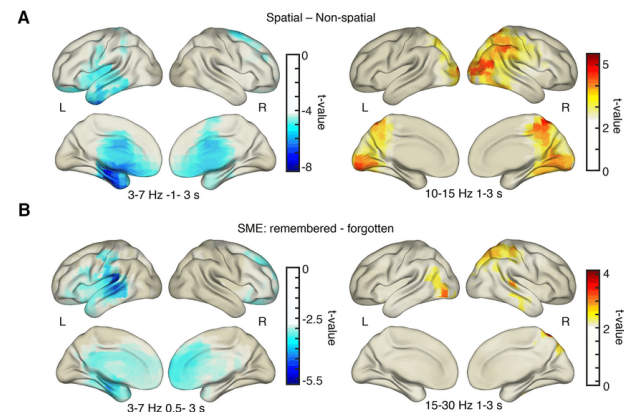 A
Spatial – Non-spatial
0
-4
-8
t-value
L
R
3-7 Hz -1- 3 s
5
2
0
t-value
L
R
10-15 Hz 1-3 s
B
SME: remembered - forgotten
0
-2.5
-5.5
t-value
L
R
3-7 Hz 0.5- 3 s
4
2
0
t-value
L
R
15-30 Hz 1-3 s